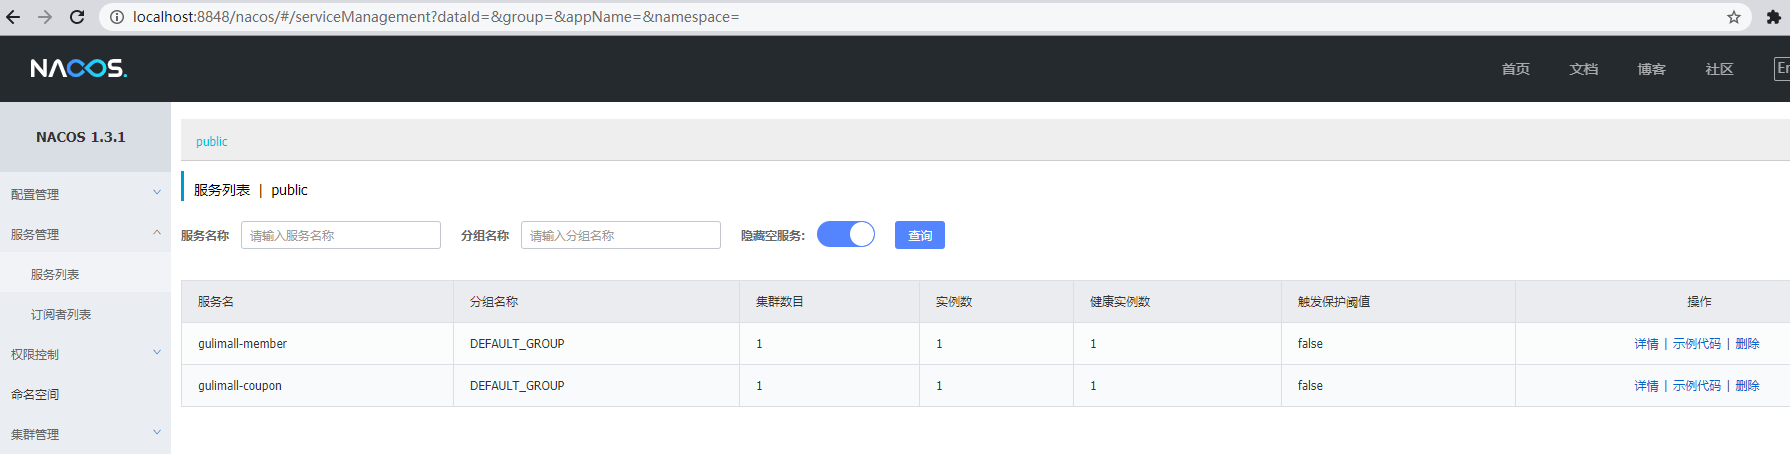 localhost:8848/nacos/#/serviceManagement?dataId=&group=&appName=&namespace=
NACOS. 首页 文档 博客 社区 En
NACOS 1.3.1
public
配置管理
服务列表 | public
服务管理
服务名称 请输入服务名称 分组名称 请输入分组名称 隐藏空服务: 查询
服务列表
服务名 分组名称 集群数目 实例数 健康实例数 触发保护阈值 操作
订阅者列表
gulimall-member DEFAULT_GROUP 1 1 1 false 详情 | 示例代码 | 删除
权限控制
gulimall-coupon DEFAULT_GROUP 1 1 1 false 详情 | 示例代码 | 删除
命名空间
集群管理